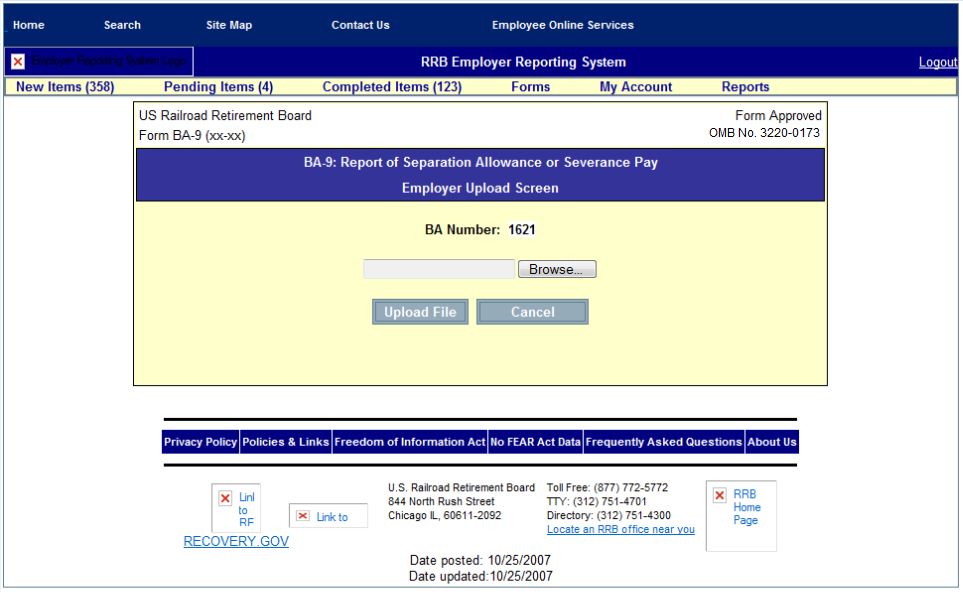 Home Search Site Map Contact Us Employee Online Services
Employer Reporting System Logo RRB Employer Reporting System Logout
New Items (358) Pending Items (4) Completed Items (123) Forms My Account Reports
US Railroad Retirement Board Form Approved
Form BA-9 (xx-xx) OMB No. 3220-0173
BA-9: Report of Separation Allowance or Severance Pay
Employer Upload Screen
BA Number: 1621
Browse...
Upload File Cancel
Privacy Policy Policies & Links Freedom of Information Act No FEAR Act Data Frequently Asked Questions About Us
Link
to
RE
RECOVERY.GOV
Link to
U.S. Railroad Retirement Board
844 North Rush Street
Chicago IL, 60611-2092
Toll Free: (877) 772-5772
TTY: (312) 751-4701
Directory: (312) 751-4300
Locate an RRB office near you
RRB
Home
Page
Date posted: 10/25/2007
Date updated:10/25/2007